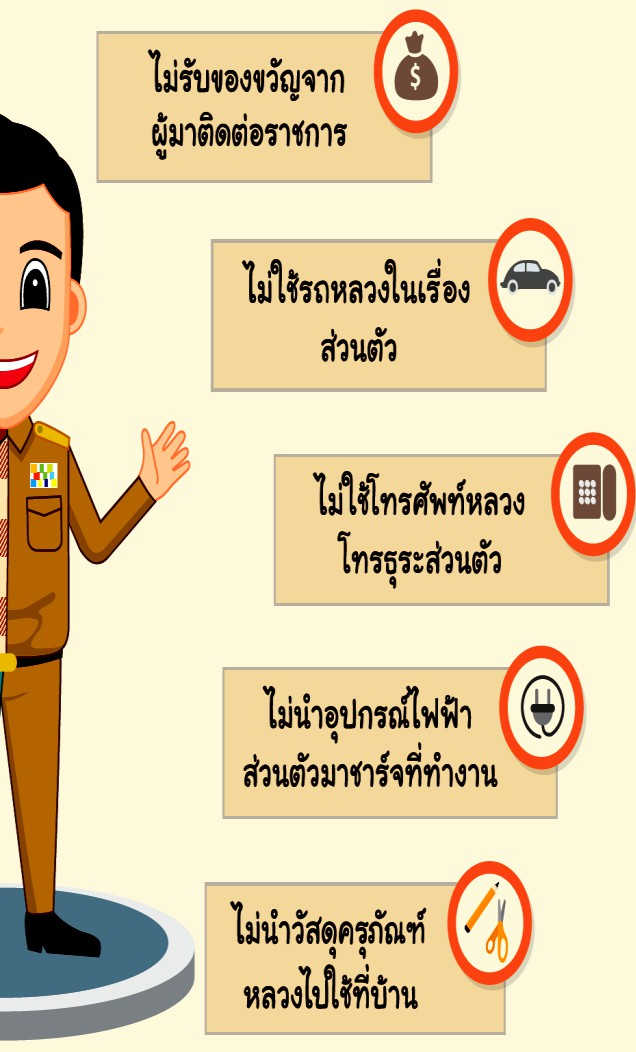 ไม่รับของขวัญจาก
ผู้มาติดต่อราชการ
ไม่ใช้รถหลวงในเรื่อง
ส่วนตัว
ไม่ใช้โทรศัพท์หลวง
โทรธุระส่วนตัว
ไม่นำอุปกรณ์ไฟฟ้า
ส่วนตัวมาชาร์จที่ทำงาน
ไม่นำวัสดุครุภัณฑ์
หลวงไปใช้ที่บ้าน